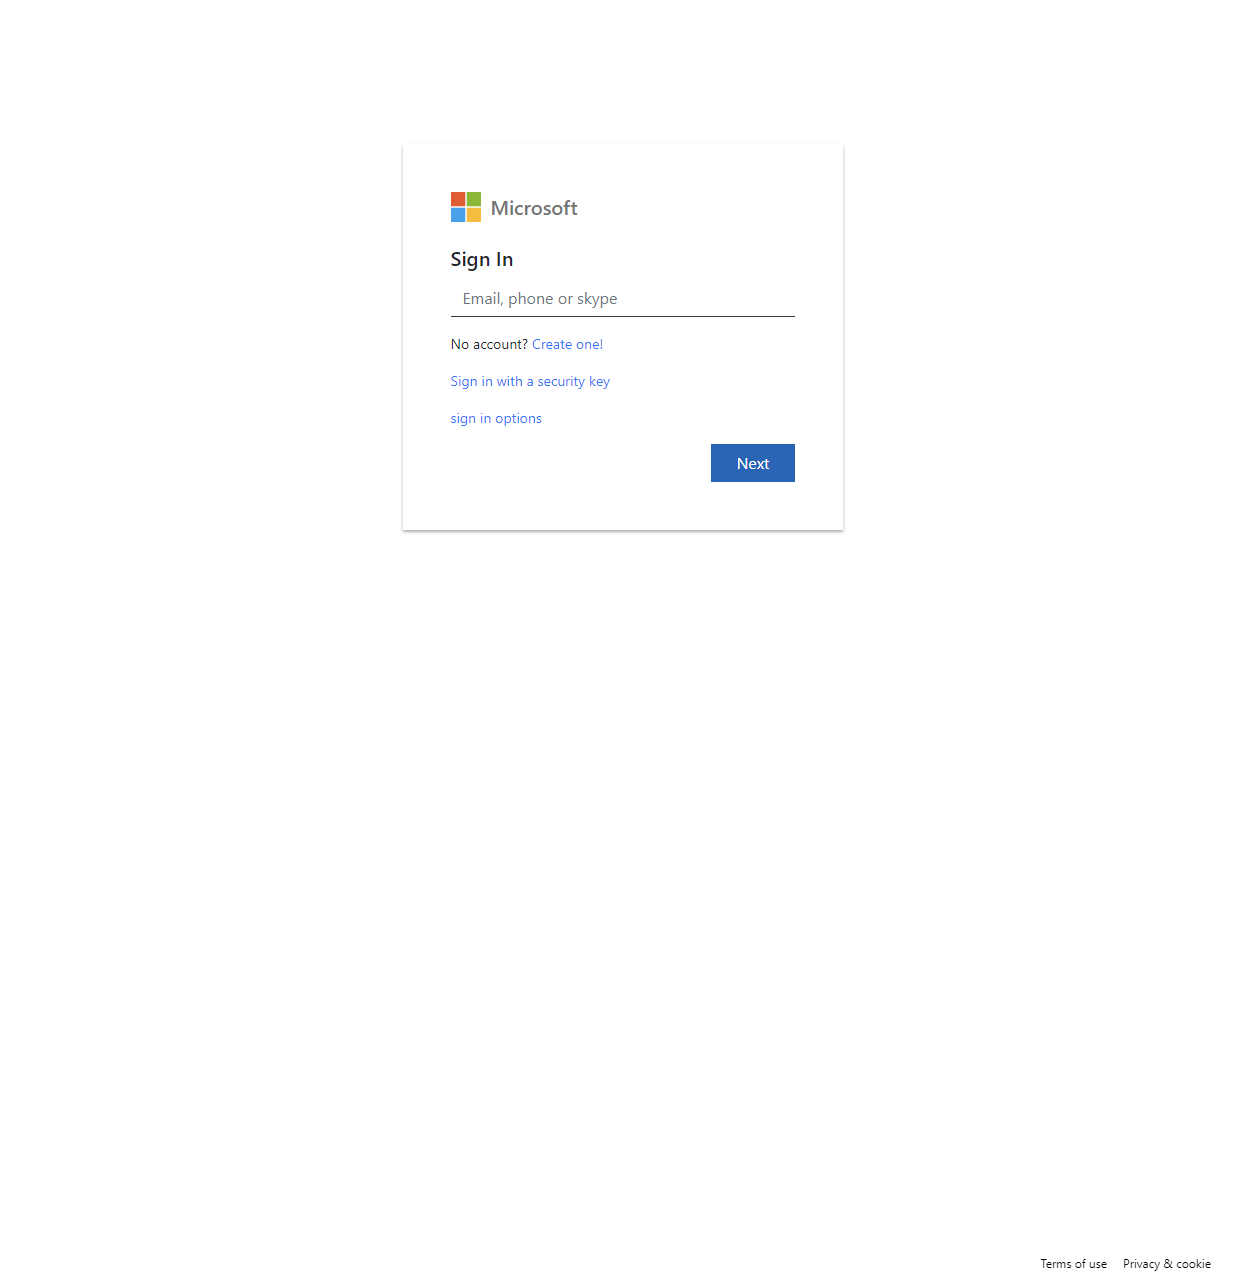 Microsoft
Sign In
Email, phone or skype
No account? Create one!
Sign in with a security key
sign in options
Next
Terms of use Privacy & cookie